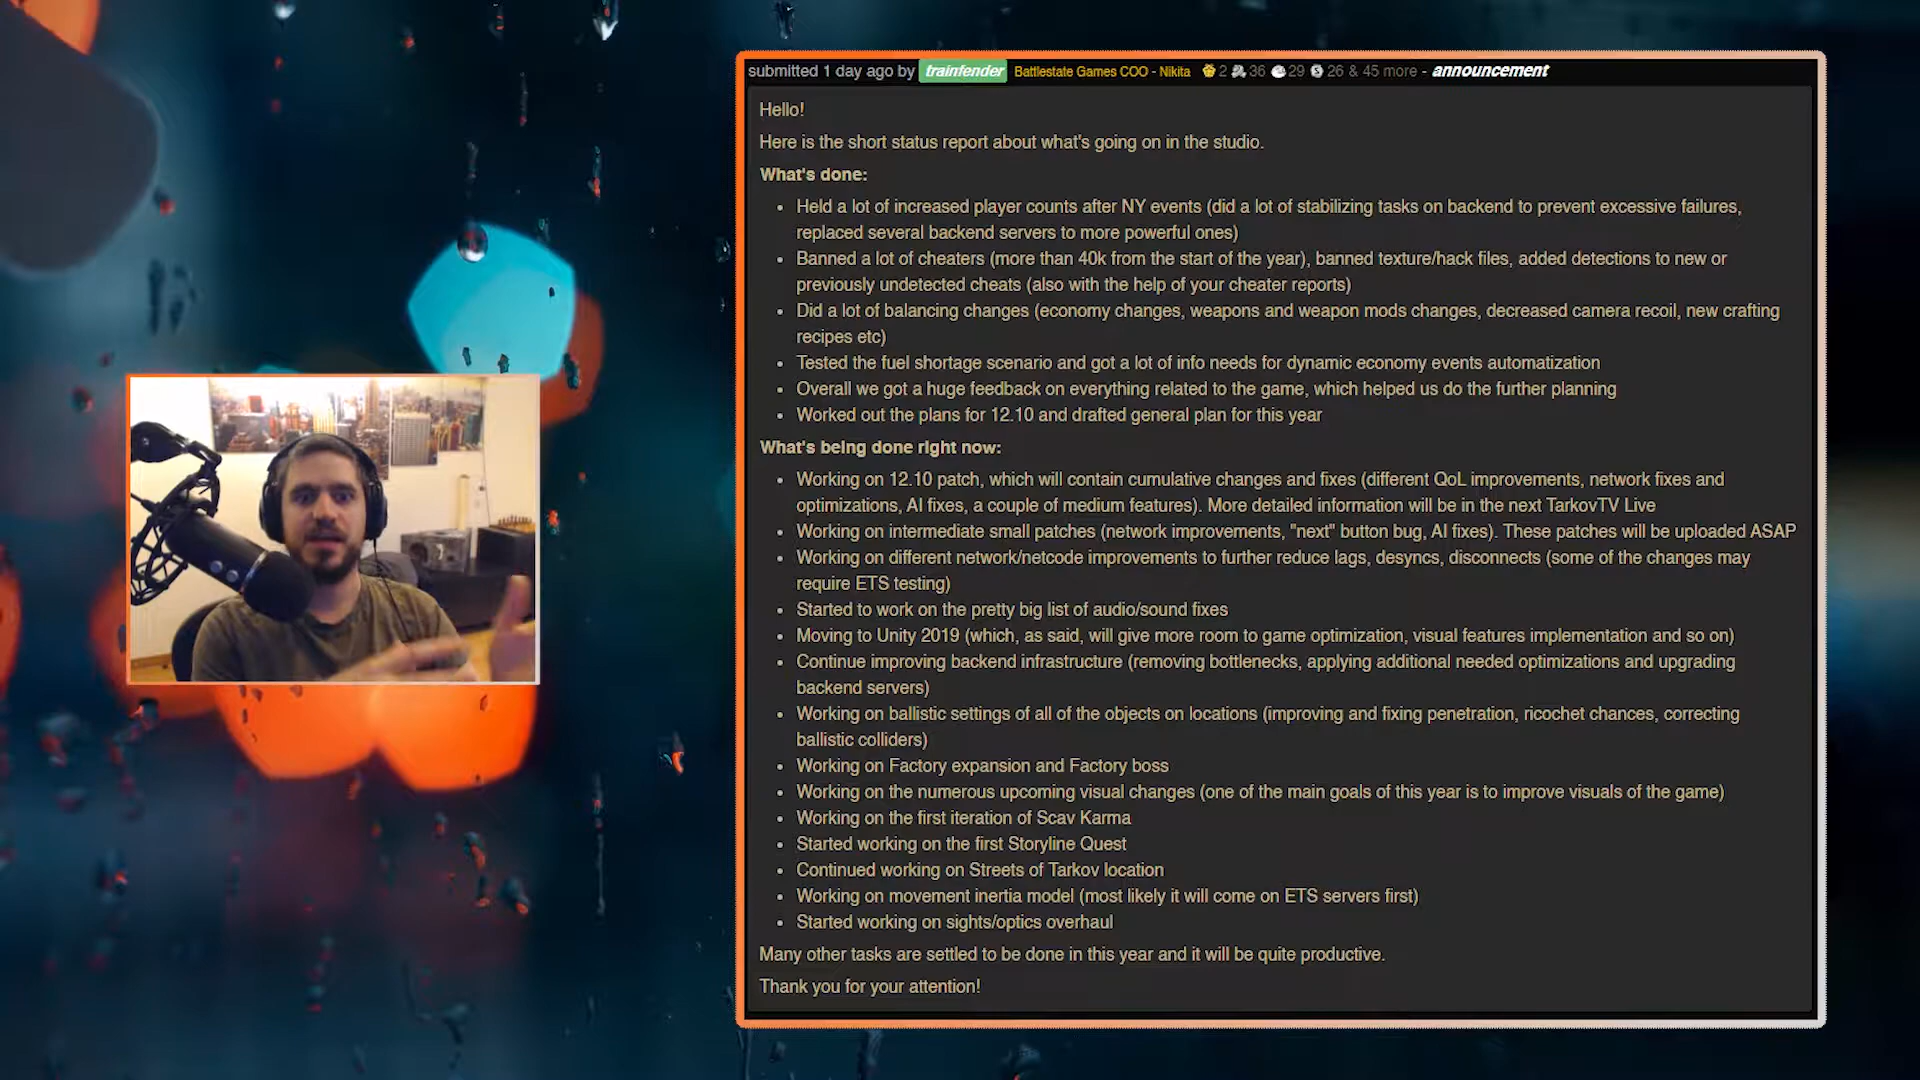 submitted 1 day ago by trainfender Battlestate Games COO - Nikita 2 36 29 26 & 45 more - announcement
Hello!
Here is the short status report about what's going on in the studio.
What's done:
• Held a lot of increased player counts after NY events (did a lot of stabilizing tasks on backend to prevent excessive failures,
replaced several backend servers to more powerful ones)
• Banned a lot of cheaters (more than 40k from the start of the year), banned texture/hack files, added detections to new or
previously undetected cheats (also with the help of your cheater reports)
• Did a lot of balancing changes (economy changes, weapons and weapon mods changes, decreased camera recoil, new crafting
recipes etc)
• Tested the fuel shortage scenario and got a lot of info needs for dynamic economy events automatization
• Overall we got a huge feedback on everything related to the game, which helped us do the further planning
• Worked out the plans for 12.10 and drafted general plan for this year
What's being done right now:
• Working on 12.10 patch, which will contain cumulative changes and fixes (different QoL improvements, network fixes and
optimizations, AI fixes, a couple of medium features). More detailed information will be in the next TarkovTV Live
• Working on intermediate small patches (network improvements, "next" button bug, AI fixes). These patches will be uploaded ASAP
• Working on different network/netcode improvements to further reduce lags, desyncs, disconnects (some of the changes may
require ETS testing)
• Started to work on the pretty big list of audio/sound fixes
• Moving to Unity 2019 (which, as said, will give more room to game optimization, visual features implementation and so on)
• Continue improving backend infrastructure (removing bottlenecks, applying additional needed optimizations and upgrading
backend servers)
• Working on ballistic settings of all of the objects on locations (improving and fixing penetration, ricochet chances, correcting
ballistic colliders)
• Working on Factory expansion and Factory boss
• Working on the numerous upcoming visual changes (one of the main goals of this year is to improve visuals of the game)
• Working on the first iteration of Scav Karma
• Started working on the first Storyline Quest
• Continued working on Streets of Tarkov location
• Working on movement inertia model (most likely it will come on ETS servers first)
• Started working on sights/optics overhaul
Many other tasks are settled to be done in this year and it will be quite productive.
Thank you for your attention!